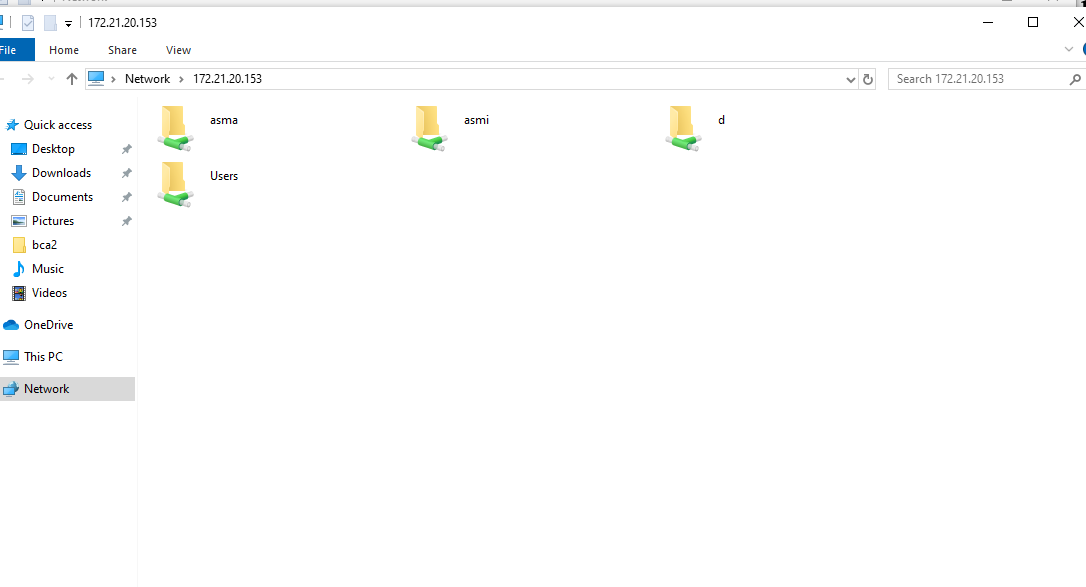 172.21.20.153
File Home Share View
Network 172.21.20.153
Search 172.21.20.153
Quick access
Desktop
Downloads
Documents
Pictures
bca2
Music
Videos
OneDrive
This PC
Network
asma asmi d
Users